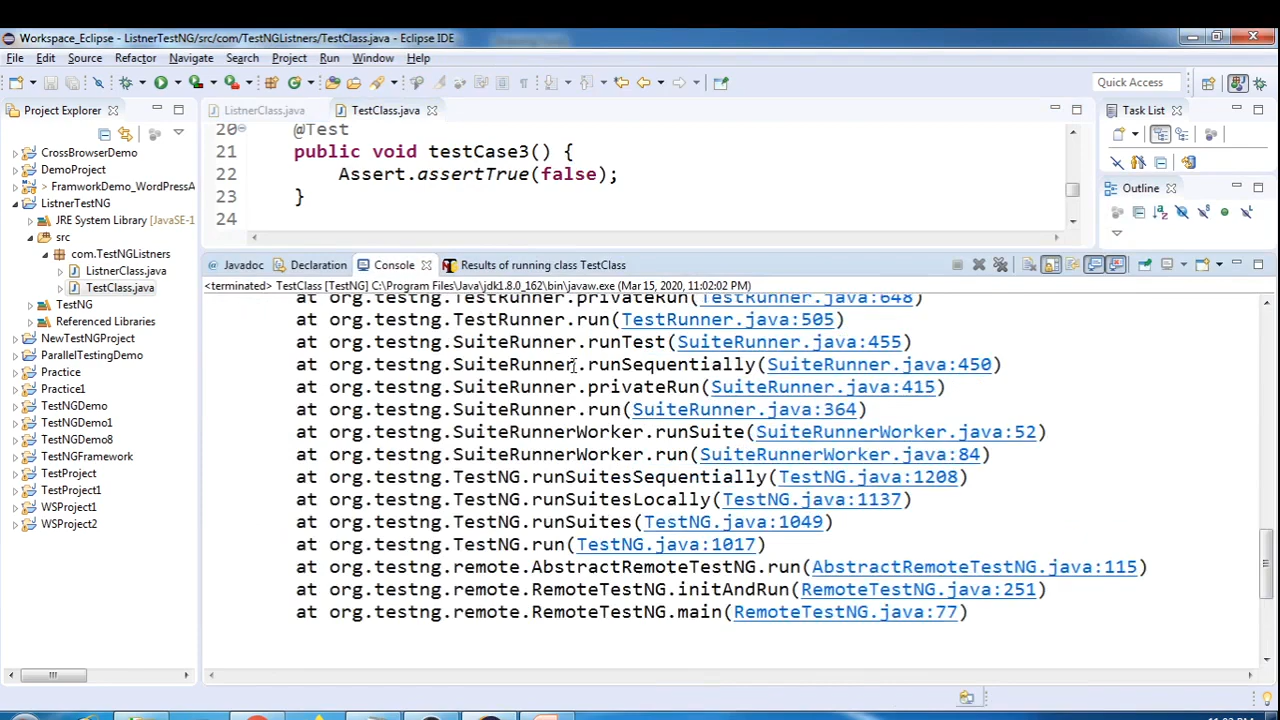 Workspace_Eclipse - ListnerTestNG/src/com/TestNGListners/TestClass.java - Eclipse IDE
File Edit Source Refactor Navigate Search Project Run Window Help
Quick Access
Project Explorer
ListnerClass.java
TestClass.java
Task List
CrossBrowserDemo
DemoProject
> FramworkDemo_WordPressA
ListnerTestNG
JRE System Library [JavaSE-1
src
com.TestNGListners
ListnerClass.java
TestClass.java
TestNG
Referenced Libraries
NewTestNGProject
ParallelTestingDemo
Practice
Practice1
TestNGDemo
TestNGDemo1
TestNGDemo8
TestNGFramework
TestProject
TestProject1
WSProject1
WSProject2
20 @Test
21 public void testCase3() {
22 Assert.assertTrue(false);
23 }
24
Outline
Javadoc Declaration Console Results of running class TestClass
<terminated> TestClass [TestNG] C:\Program Files\Java\jdk1.8.0_162\bin\javaw.exe (Mar 15, 2020, 11:02:02 PM)
at org.testng.TestRunner.privateRun(TestRunner.java:648)
at org.testng.TestRunner.run(TestRunner.java:505)
at org.testng.SuiteRunner.runTest(SuiteRunner.java:455)
at org.testng.SuiteRunner.runSequentially(SuiteRunner.java:450)
at org.testng.SuiteRunner.privateRun(SuiteRunner.java:415)
at org.testng.SuiteRunner.run(SuiteRunner.java:364)
at org.testng.SuiteRunnerWorker.runSuite(SuiteRunnerWorker.java:52)
at org.testng.SuiteRunnerWorker.run(SuiteRunnerWorker.java:84)
at org.testng.TestNG.runSuitesSequentially(TestNG.java:1208)
at org.testng.TestNG.runSuitesLocally(TestNG.java:1137)
at org.testng.TestNG.runSuites(TestNG.java:1049)
at org.testng.TestNG.run(TestNG.java:1017)
at org.testng.remote.AbstractRemoteTestNG.run(AbstractRemoteTestNG.java:115)
at org.testng.remote.RemoteTestNG.initAndRun(RemoteTestNG.java:251)
at org.testng.remote.RemoteTestNG.main(RemoteTestNG.java:77)